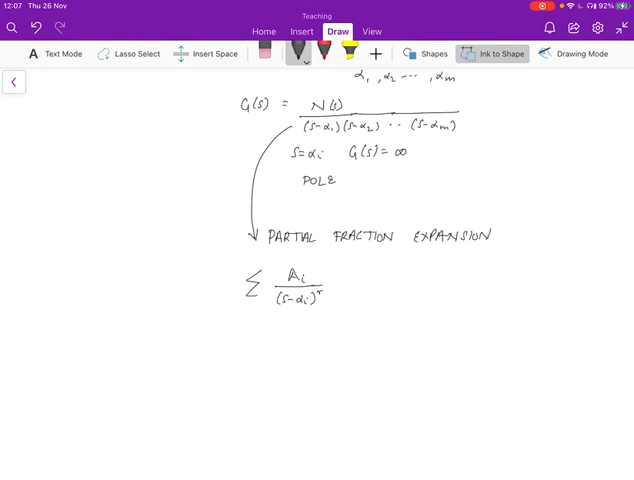 12:07 Thu 26 Nov
92%
Teaching
Home Insert Draw View
Text Mode Lasso Select Insert Space Shapes Ink to Shape Drawing Mode
α₁ , α₂ ⋯ , αₘ
G(s) = N(s) / (s-α₁)(s-α₂) ·· (s-αₘ)
s=αᵢ G(s) = ∞
POLE
PARTIAL FRACTION EXPANSION
Σ Aᵢ / (s-αᵢ)ʳ